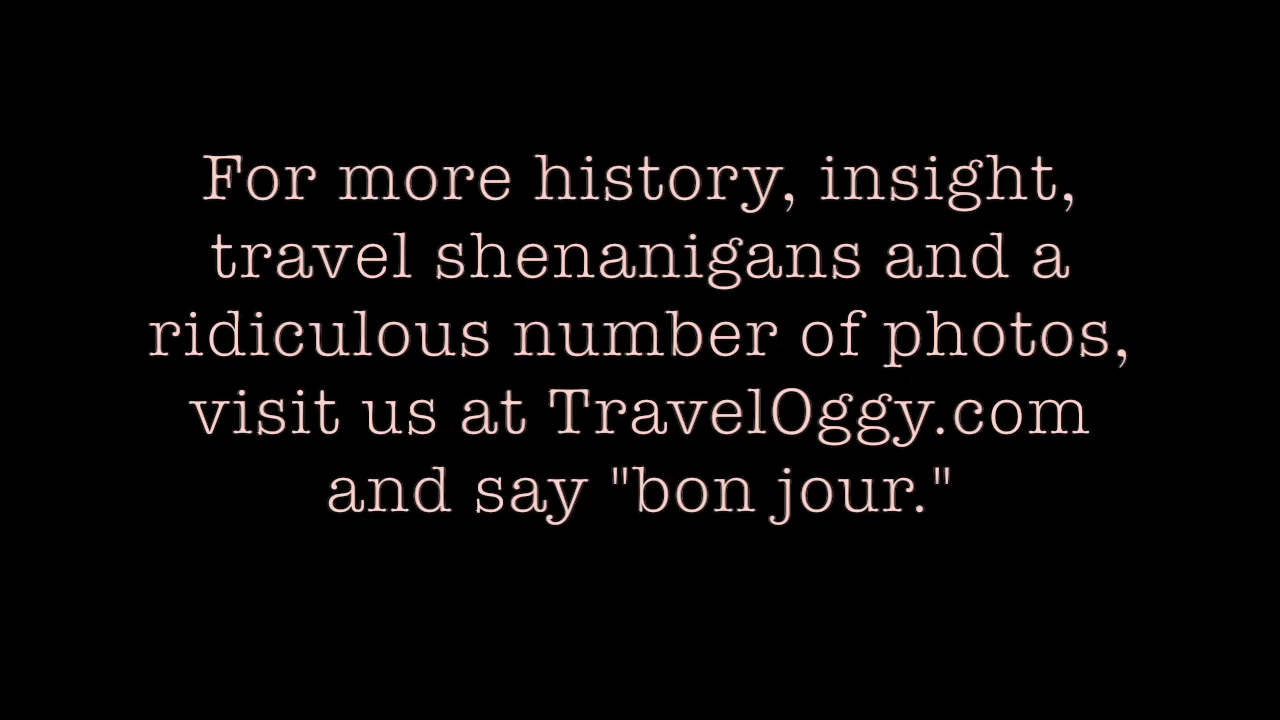 For more history, insight,
travel shenanigans and a
ridiculous number of photos,
visit us at TravelOggy.com
and say "bon jour."